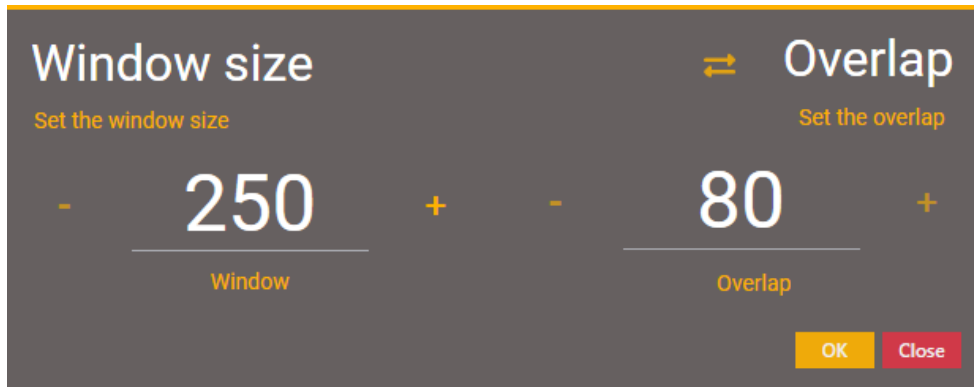 Window size
Overlap
Set the window size
Set the overlap
- 250 + - 80 +
Window
Overlap
OK Close